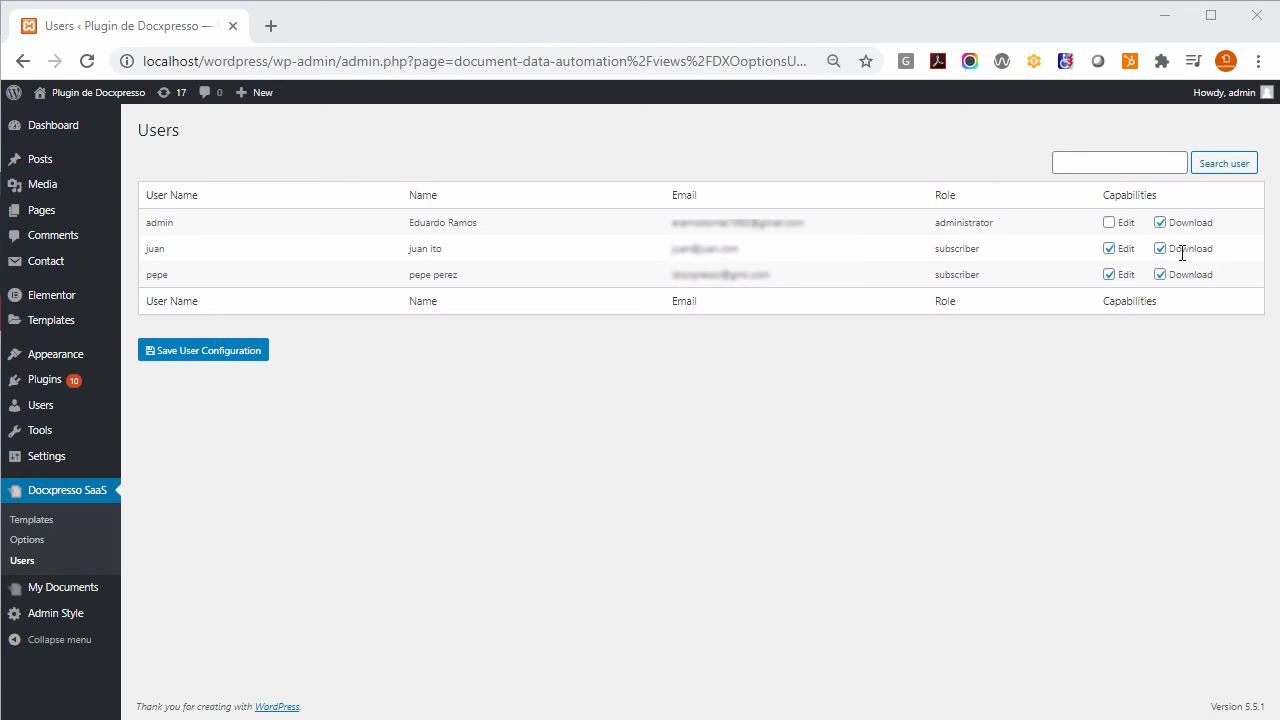 Users ‹ Plugin de Docxpresso —
localhost/wordpress/wp-admin/admin.php?page=document-data-automation%2Fviews%2FDXOoptionsU...
Plugin de Docxpresso 17 0 New Howdy, admin
Dashboard
Posts
Media
Pages
Comments
Contact
Elementor
Templates
Appearance
Plugins 10
Users
Tools
Settings
Docxpresso SaaS
Templates
Options
Users
My Documents
Admin Style
Collapse menu
Users
Search user
User Name Name Email Role Capabilities
admin Eduardo Ramos administrator Edit Download
juan juan ito subscriber Edit Download
pepe pepe perez subscriber Edit Download
User Name Name Email Role Capabilities
Save User Configuration
Thank you for creating with WordPress. Version 5.5.1